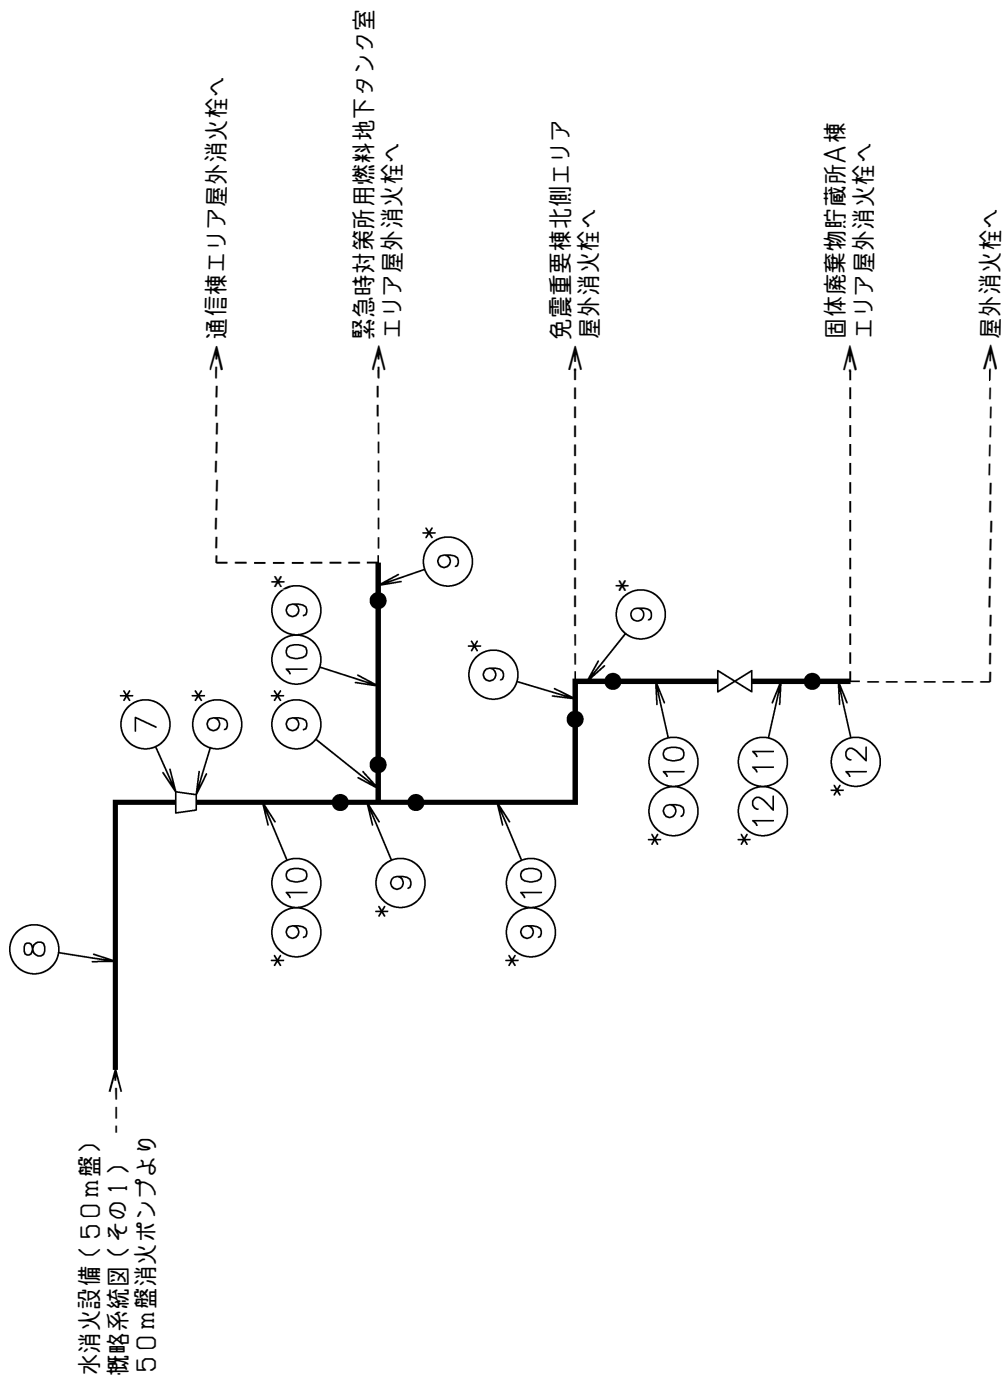 水消火設備（５０ｍ盤）
概略系統図（その１）
５０ｍ盤消火ポンプより
8
7*
9*
*9 10
*9
9*
10 9*
9*
*9 10
9*
9*
*9 10
*12 11
*12
通信棟エリア屋外消火栓へ
緊急時対策所用燃料地下タンク室
エリア屋外消火栓へ
免震重要棟北側エリア
屋外消火栓へ
固体廃棄物貯蔵所Ａ棟
エリア屋外消火栓へ
屋外消火栓へ